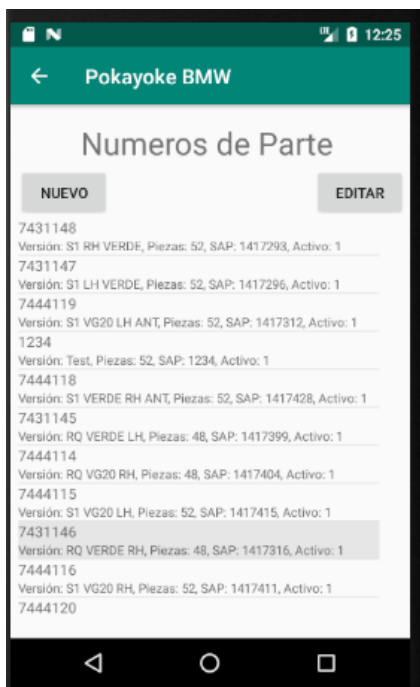 12:25
Pokayoke BMW
Numeros de Parte
NUEVO
EDITAR
7431148
Versión: S1 RH VERDE, Piezas: 52, SAP: 1417293, Activo: 1
7431147
Versión: S1 LH VERDE, Piezas: 52, SAP: 1417296, Activo: 1
7444119
Versión: S1 VG20 LH ANT, Piezas: 52, SAP: 1417312, Activo: 1
1234
Versión: Test, Piezas: 52, SAP: 1234, Activo: 1
7444118
Versión: S1 VERDE RH ANT, Piezas: 52, SAP: 1417428, Activo: 1
7431145
Versión: RQ VERDE LH, Piezas: 48, SAP: 1417399, Activo: 1
7444114
Versión: RQ VG20 RH, Piezas: 48, SAP: 1417404, Activo: 1
7444115
Versión: S1 VG20 LH, Piezas: 52, SAP: 1417415, Activo: 1
7431146
Versión: RQ VERDE RH, Piezas: 48, SAP: 1417316, Activo: 1
7444116
Versión: S1 VG20 RH, Piezas: 52, SAP: 1417411, Activo: 1
7444120